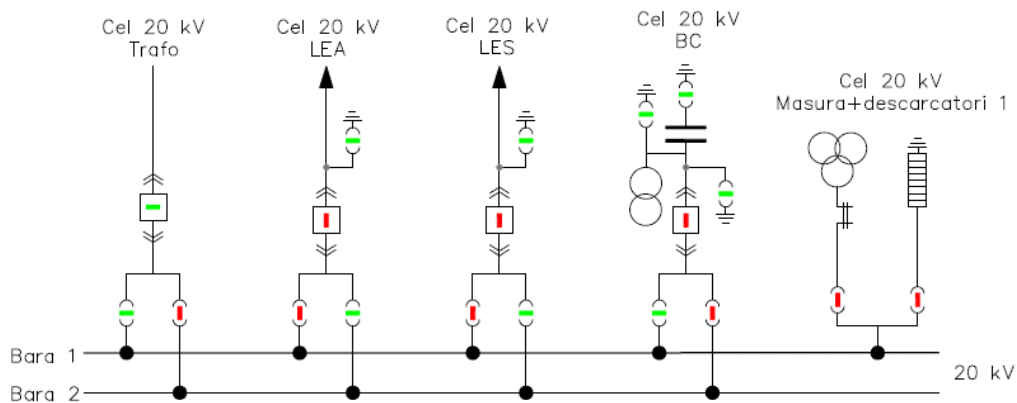 Cel 20 kV
Trafo
Cel 20 kV
LEA
Cel 20 kV
LES
Cel 20 kV
BC
Cel 20 kV
Masura+descarcatori 1
Bara 1
20 kV
Bara 2